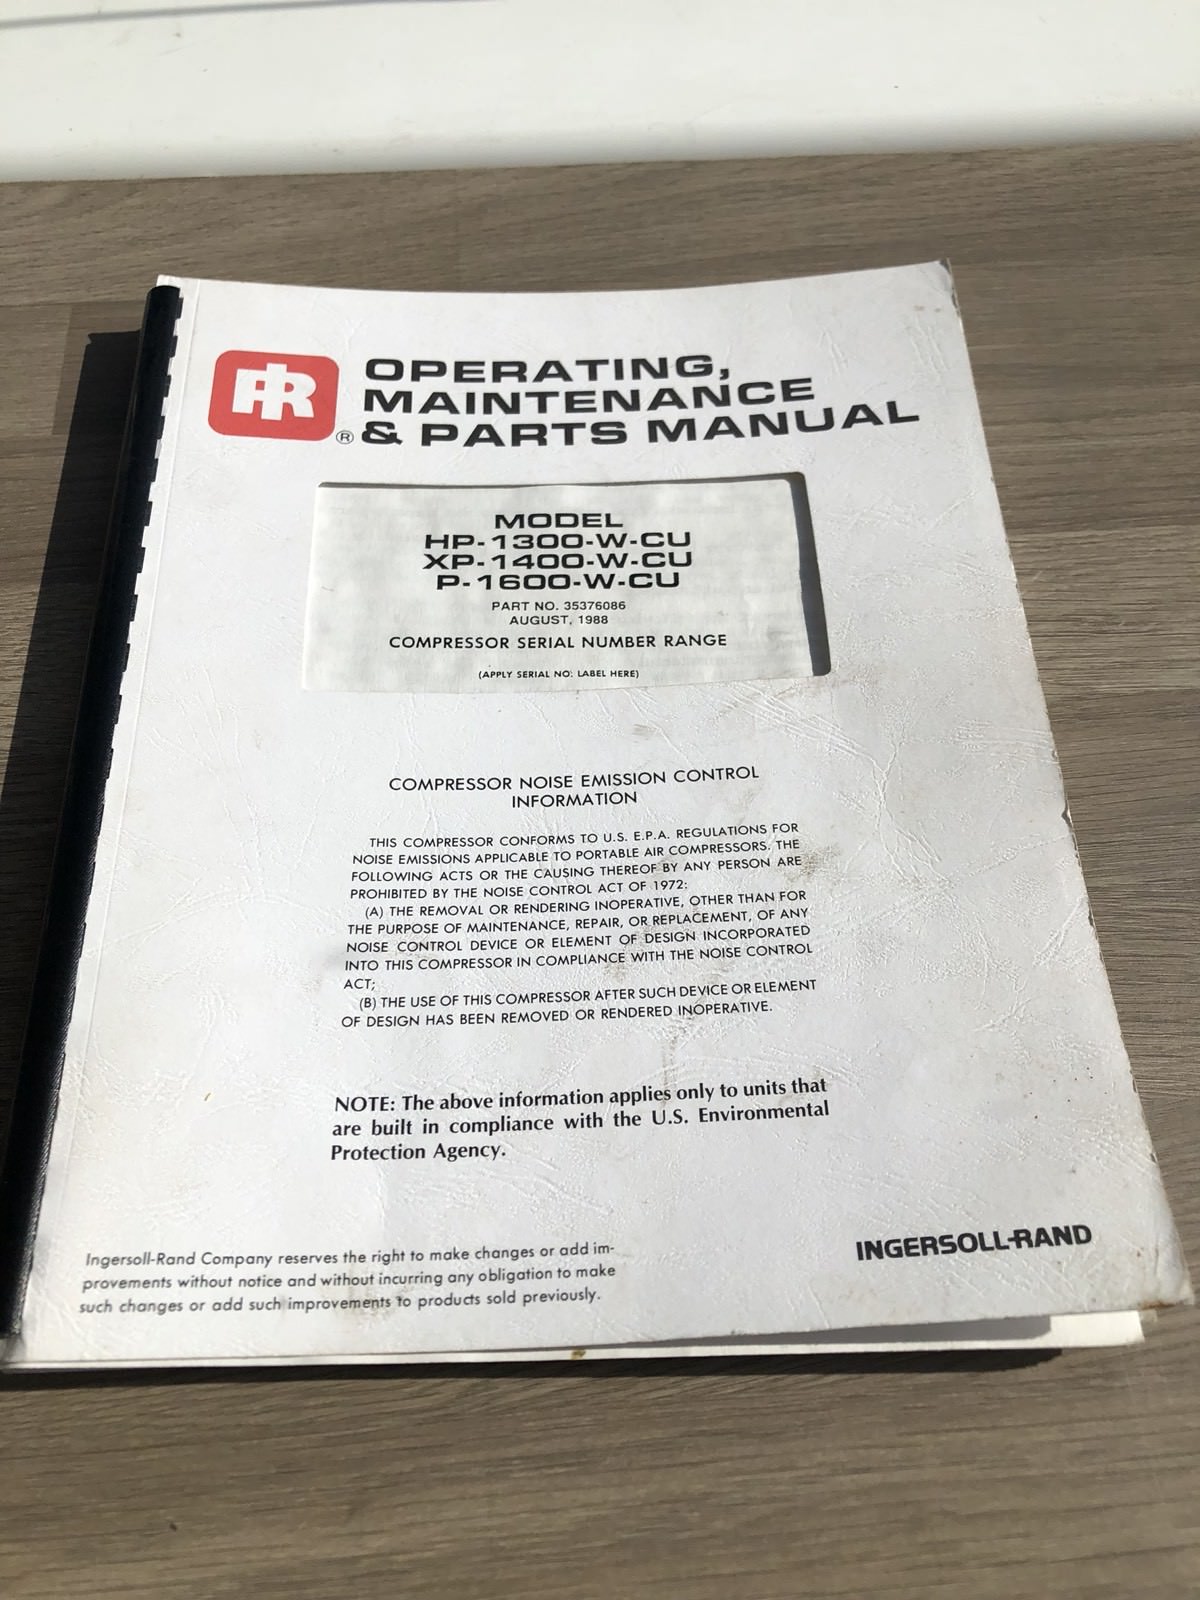 IR
®
OPERATING,
MAINTENANCE
& PARTS MANUAL
MODEL
HP-1300-W-CU
XP-1400-W-CU
P-1600-W-CU
PART NO. 35376086
AUGUST, 1988
COMPRESSOR SERIAL NUMBER RANGE
(APPLY SERIAL NO. LABEL HERE)
COMPRESSOR NOISE EMISSION CONTROL
INFORMATION
THIS COMPRESSOR CONFORMS TO U.S. E.P.A. REGULATIONS FOR
NOISE EMISSIONS APPLICABLE TO PORTABLE AIR COMPRESSORS. THE
FOLLOWING ACTS OR THE CAUSING THEREOF BY ANY PERSON ARE
PROHIBITED BY THE NOISE CONTROL ACT OF 1972:
(A) THE REMOVAL OR RENDERING INOPERATIVE, OTHER THAN FOR
THE PURPOSE OF MAINTENANCE, REPAIR, OR REPLACEMENT, OF ANY
NOISE CONTROL DEVICE OR ELEMENT OF DESIGN INCORPORATED
INTO THIS COMPRESSOR IN COMPLIANCE WITH THE NOISE CONTROL
ACT;
(B) THE USE OF THIS COMPRESSOR AFTER SUCH DEVICE OR ELEMENT
OF DESIGN HAS BEEN REMOVED OR RENDERED INOPERATIVE.
NOTE: The above information applies only to units that
are built in compliance with the U.S. Environmental
Protection Agency.
Ingersoll-Rand Company reserves the right to make changes or add im-
provements without notice and without incurring any obligation to make
such changes or add such improvements to products sold previously.
INGERSOLL-RAND